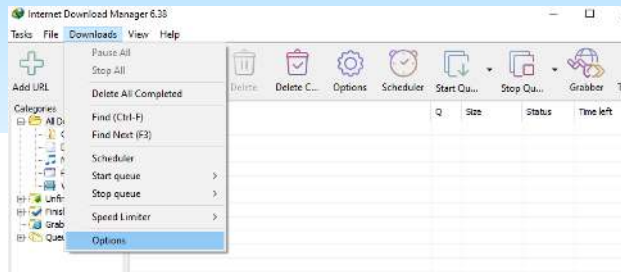 Internet Download Manager 6.38
Tasks File Downloads View Help
Pause All
Stop All
Delete All Completed
Find (Ctrl-F)
Find Next (F3)
Scheduler
Start queue
Stop queue
Speed Limiter
Options
Add URL
Delete
Delete C...
Options
Scheduler
Start Qu...
Stop Qu...
Grabber
Categories
Q Size Status Time left
All D
Unfin
Finis
Grab
Que